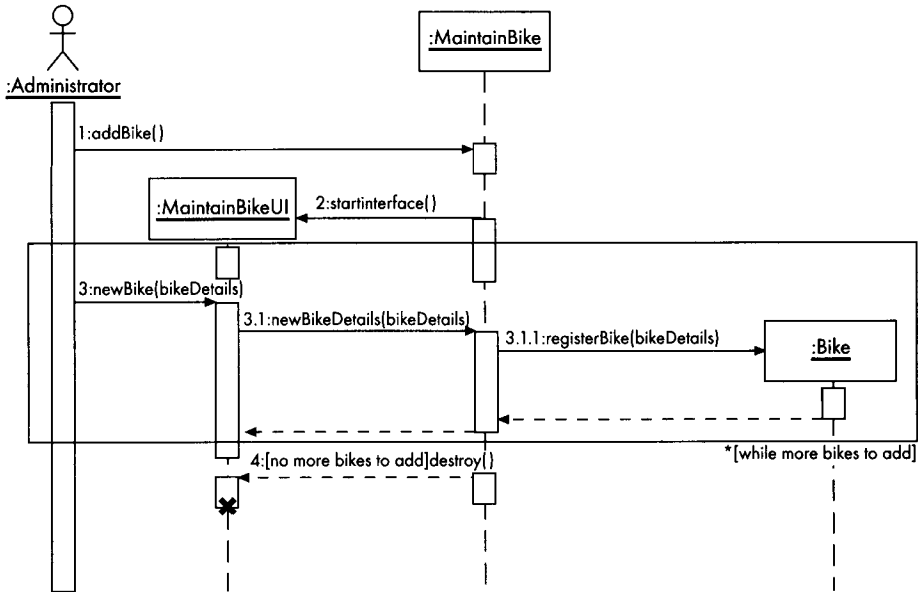 :MaintainBike
:Administrator
1:addBike()
:MaintainBikeUI
2:startinterface()
3:newBike(bikeDetails)
3.1:newBikeDetails(bikeDetails)
3.1.1:registerBike(bikeDetails)
:Bike
*[while more bikes to add]
4:[no more bikes to add]destroy()